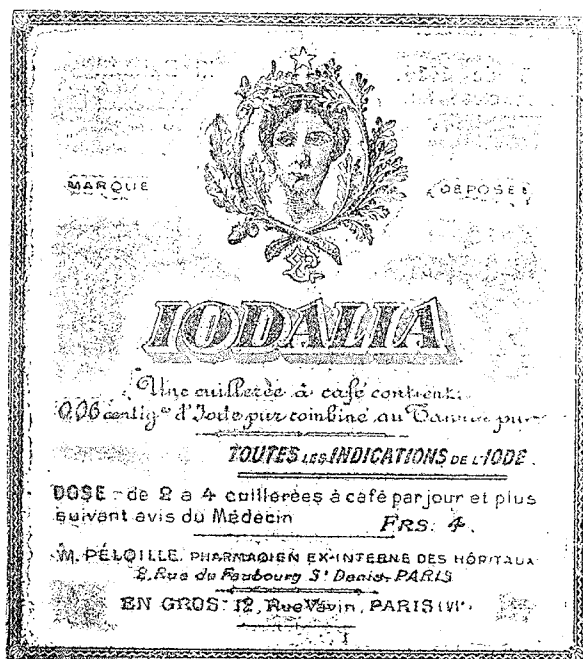 MARQUE DÉPOSÉE
IODALIA
Une cuillerée à café contient:
0,06 centig.es d'Iode pur combiné au Tannin pur
TOUTES LES INDICATIONS DE L'IODE.
DOSE - de 2 a 4 cuillerées à café par jour et plus
suivant avis du Médecin FRS. 4.
M. PÉLOILLE, PHARMACIEN EX-INTERNE DES HÔPITAUX
2, Rue du Faubourg St Denis, PARIS
EN GROS: 12, Rue Vavin, PARIS (VIe)